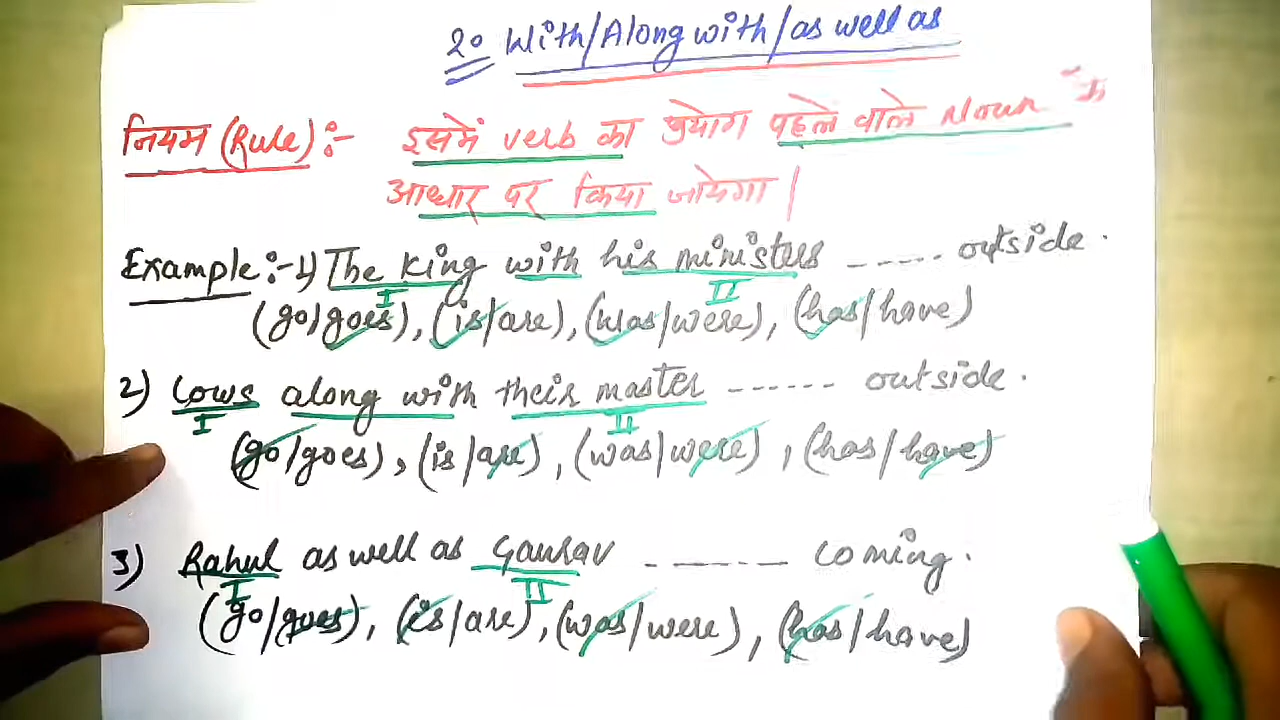 2. With/Along with/as well as
नियम (Rule):- इसमें verb का प्रयोग पहले वाले Noun के
आधार पर किया जायेगा |
Example:-1) The King with his ministers ------ outside.
I II
(go/goes), (is/are), (was/were), (has/have)
2) Cows along with their master ------ outside.
I II
(go/goes), (is/are), (was/were), (has/have)
3) Rahul as well as Gaurav ------ coming.
I II
(go/goes), (is/are), (was/were), (has/have)